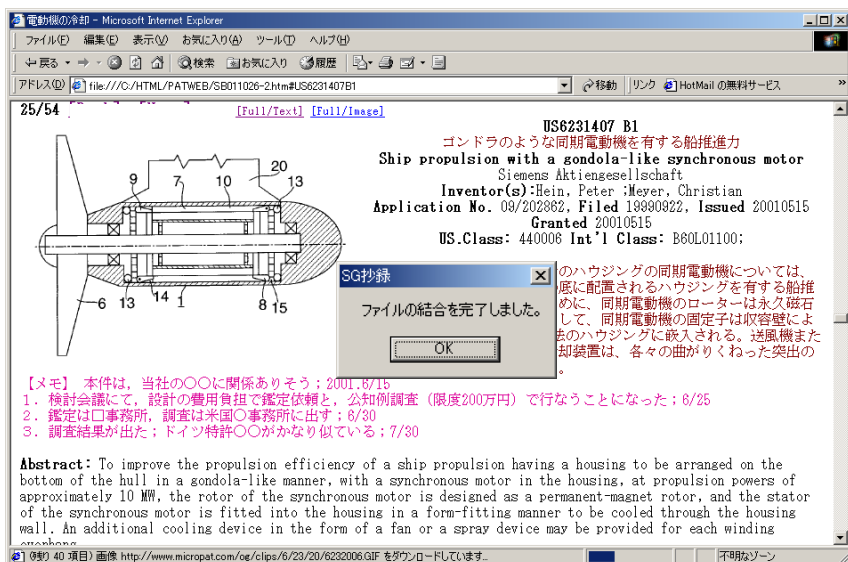 電動機の冷却 - Microsoft Internet Explorer
ファイル(F) 編集(E) 表示(V) お気に入り(A) ツール(T) ヘルプ(H)
戻る 検索 お気に入り 履歴
アドレス(D) file:///C:/HTML/PATWEB/SB011026-2.htm#US6231407B1 移動 リンク HotMail の無料サービス »
25/54 [Full/Text] [Full/Image]
US6231407 B1
ゴンドラのような同期電動機を有する船推進力
Ship propulsion with a gondola-like synchronous motor
Siemens Aktiengesellschaft
Inventor(s):Hein, Peter ;Meyer, Christian
Application No. 09/202862, Filed 19990922, Issued 20010515
Granted 20010515
US.Class: 440006 Int'l Class: B60L01100;
9 7 10 20 13
6 13 14 1 8 15
のハウジングの同期電動機については、
底に配置されるハウジングを有する船推
めに、同期電動機のローターは永久磁石
して、同期電動機の固定子は収容壁によ
法のハウジングに嵌入される。送風機また
却装置は、各々の曲がりくねった突出の
。
SG抄録
ファイルの結合を完了しました。
OK
【メモ】 本件は，当社の〇〇に関係ありそう；2001.6/15
1．検討会議にて，設計の費用負担で鑑定依頼と，公知例調査（限度200万円）で行なうことになった；6/25
2．鑑定は□事務所，調査は米国〇事務所に出す；6/30
3．調査結果が出た；ドイツ特許〇〇がかなり似ている；7/30
Abstract: To improve the propulsion efficiency of a ship propulsion having a housing to be arranged on the
bottom of the hull in a gondola-like manner, with a synchronous motor in the housing, at propulsion powers of
approximately 10 MW, the rotor of the synchronous motor is designed as a permanent-magnet rotor, and the stator
of the synchronous motor is fitted into the housing in a form-fitting manner to be cooled through the housing
wall. An additional cooling device in the form of a fan or a spray device may be provided for each winding
(残り 40 項目) 画像 http://www.micropat.com/og/clips/6/23/20/6232006.GIF をダウンロードしています... 不明なゾーン